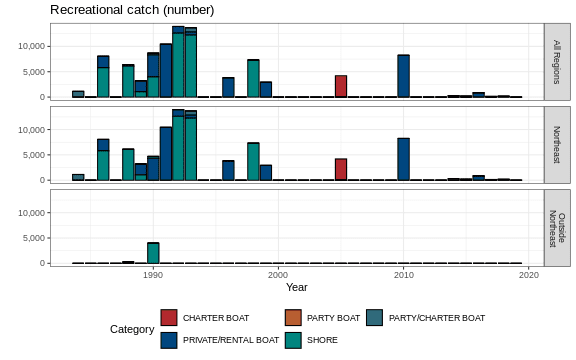 Recreational catch (number)
10,000
5,000
0
All Regions
10,000
5,000
0
Northeast
10,000
5,000
0
Outside
Northeast
1990 2000 2010 2020
Year
Category
CHARTER BOAT PARTY BOAT PARTY/CHARTER BOAT
PRIVATE/RENTAL BOAT SHORE